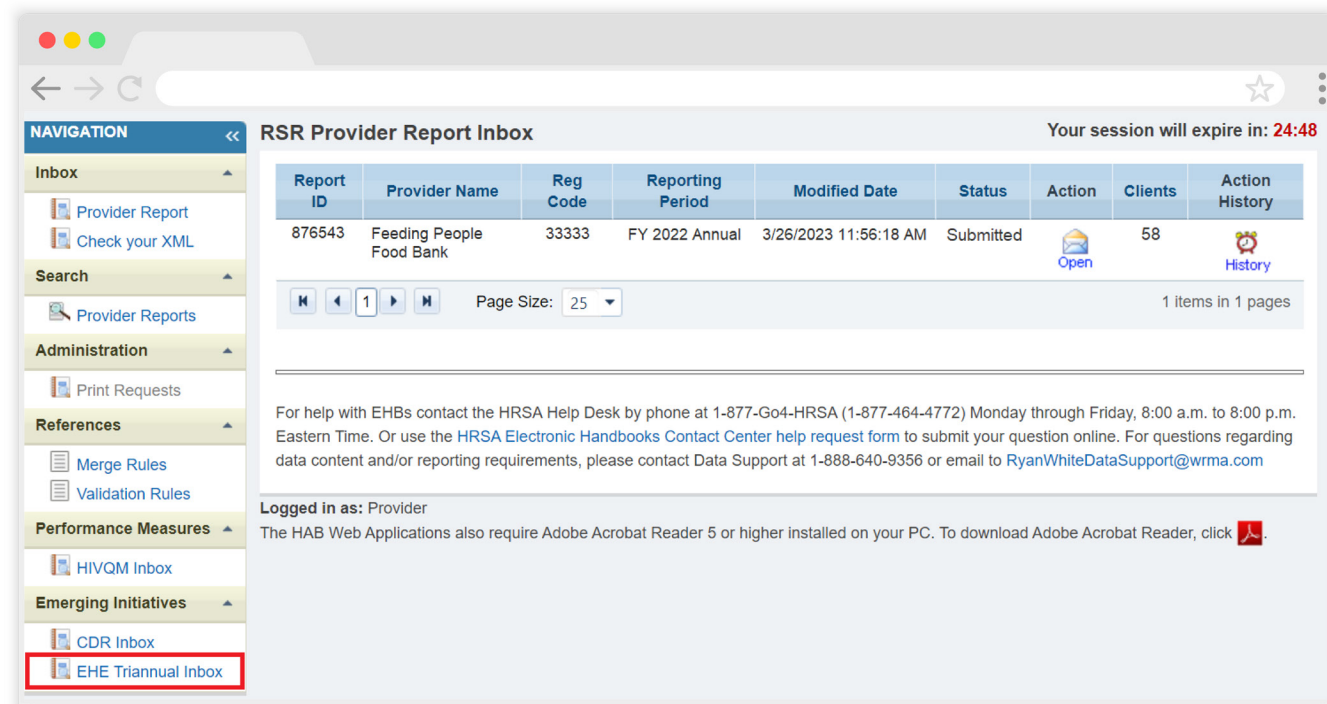 NAVIGATION «
Inbox
Provider Report
Check your XML
Search
Provider Reports
Administration
Print Requests
References
Merge Rules
Validation Rules
Performance Measures
HIVQM Inbox
Emerging Initiatives
CDR Inbox
EHE Triannual Inbox
RSR Provider Report Inbox
Your session will expire in: 24:48
Report ID Provider Name Reg Code Reporting Period Modified Date Status Action Clients Action History
876543 Feeding People Food Bank 33333 FY 2022 Annual 3/26/2023 11:56:18 AM Submitted Open 58 History
1 Page Size: 25 1 items in 1 pages
For help with EHBs contact the HRSA Help Desk by phone at 1-877-Go4-HRSA (1-877-464-4772) Monday through Friday, 8:00 a.m. to 8:00 p.m.
Eastern Time. Or use the HRSA Electronic Handbooks Contact Center help request form to submit your question online. For questions regarding
data content and/or reporting requirements, please contact Data Support at 1-888-640-9356 or email to RyanWhiteDataSupport@wrma.com
Logged in as: Provider
The HAB Web Applications also require Adobe Acrobat Reader 5 or higher installed on your PC. To download Adobe Acrobat Reader, click .